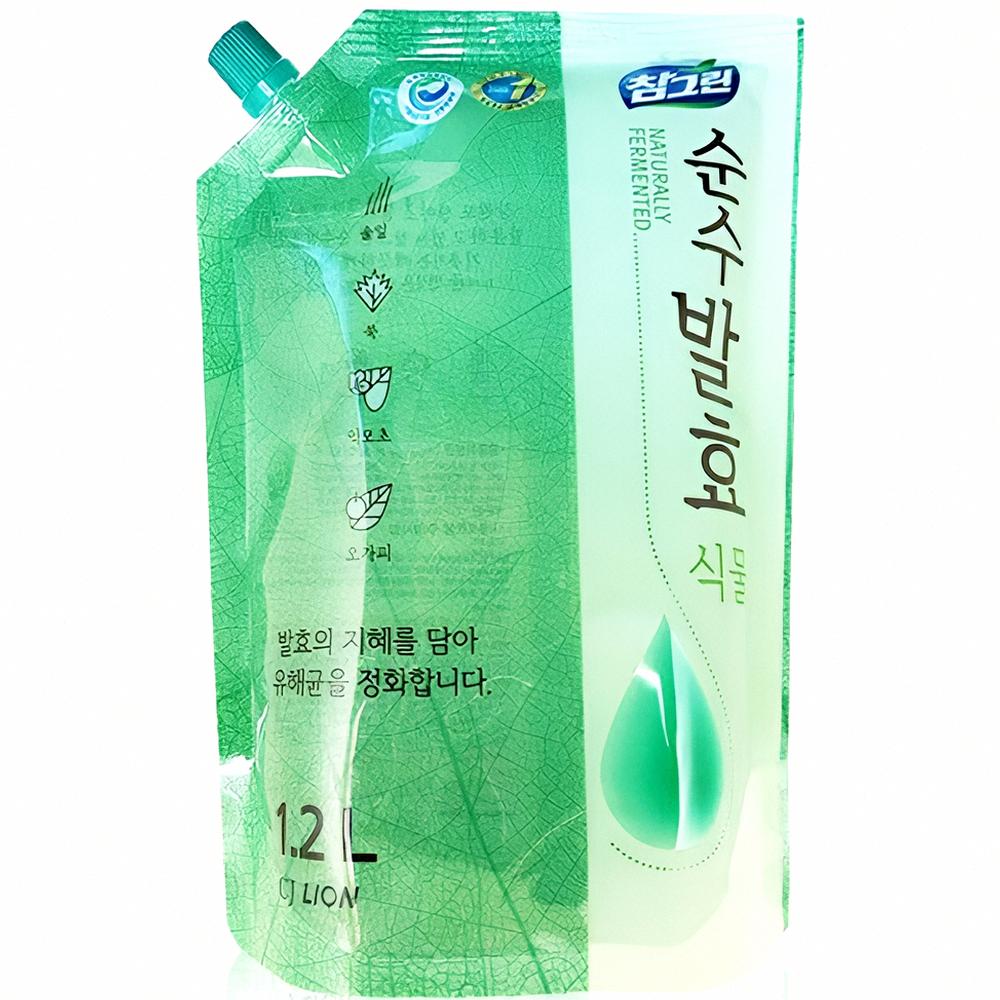 참그린
NATURALLY
FERMENTED
순수발효
식물
솔잎
쑥
익모초
오갈피
발효의 지혜를 담아
유해균을 정화합니다.
1.2 L
CJ LION